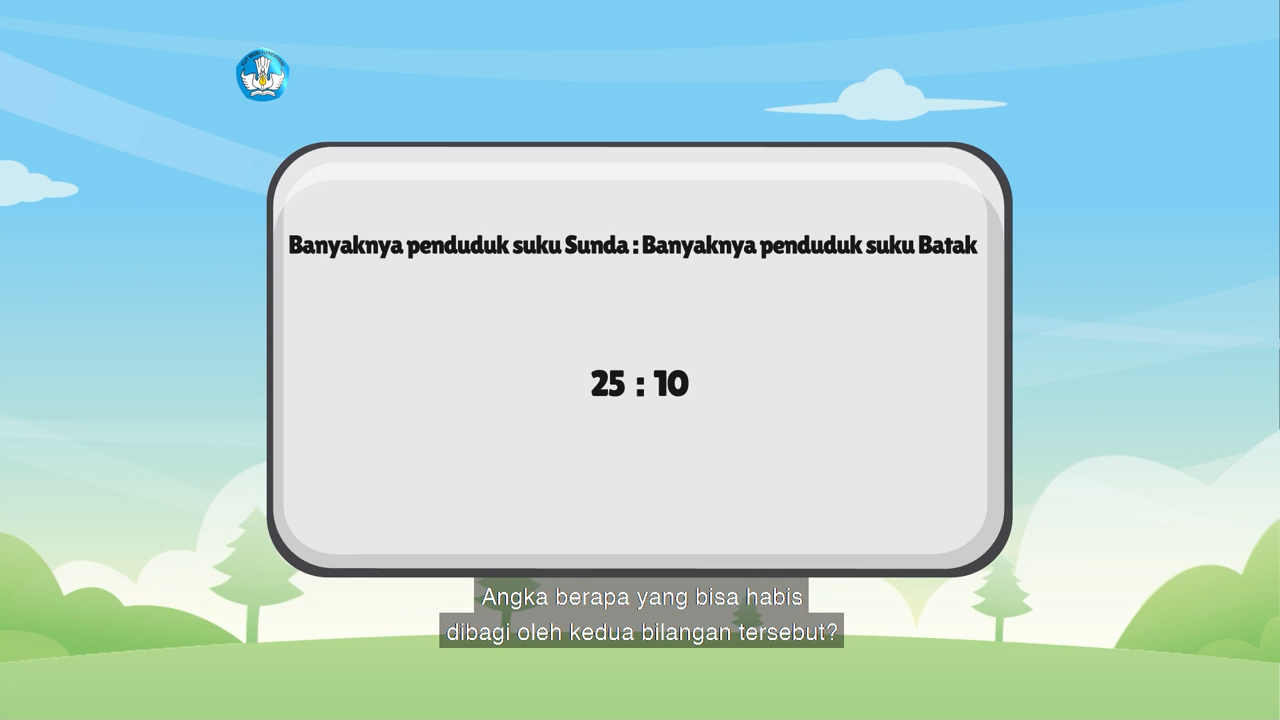 Banyaknya penduduk suku Sunda : Banyaknya penduduk suku Batak
25 : 10
Angka berapa yang bisa habis
dibagi oleh kedua bilangan tersebut?